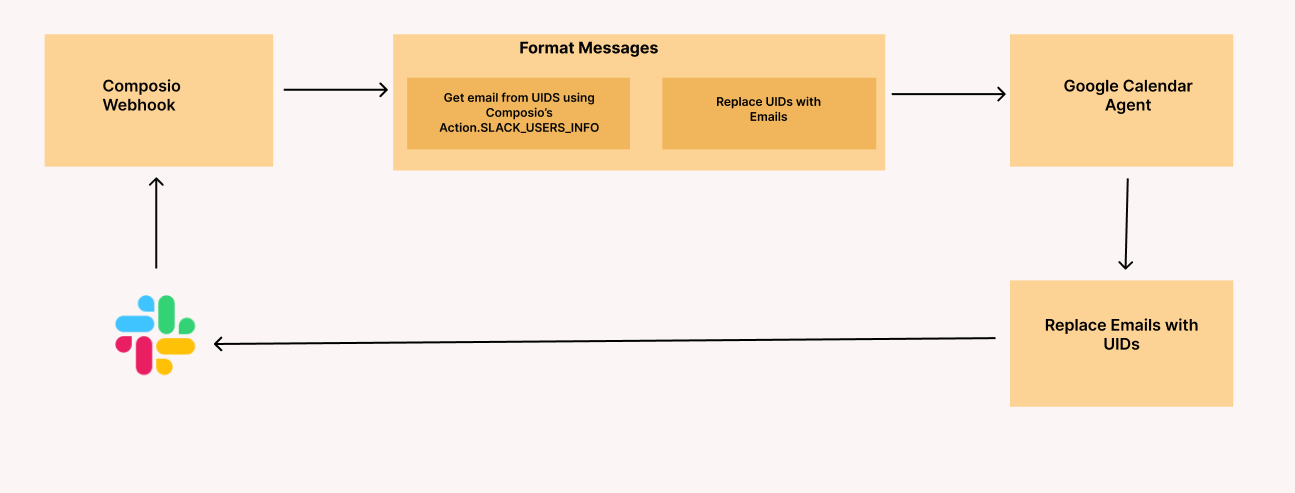 Composio
Webhook
Format Messages
Get email from UIDS using
Composio's
Action.SLACK_USERS_INFO
Replace UIDs with
Emails
Google Calendar
Agent
Replace Emails with
UIDs